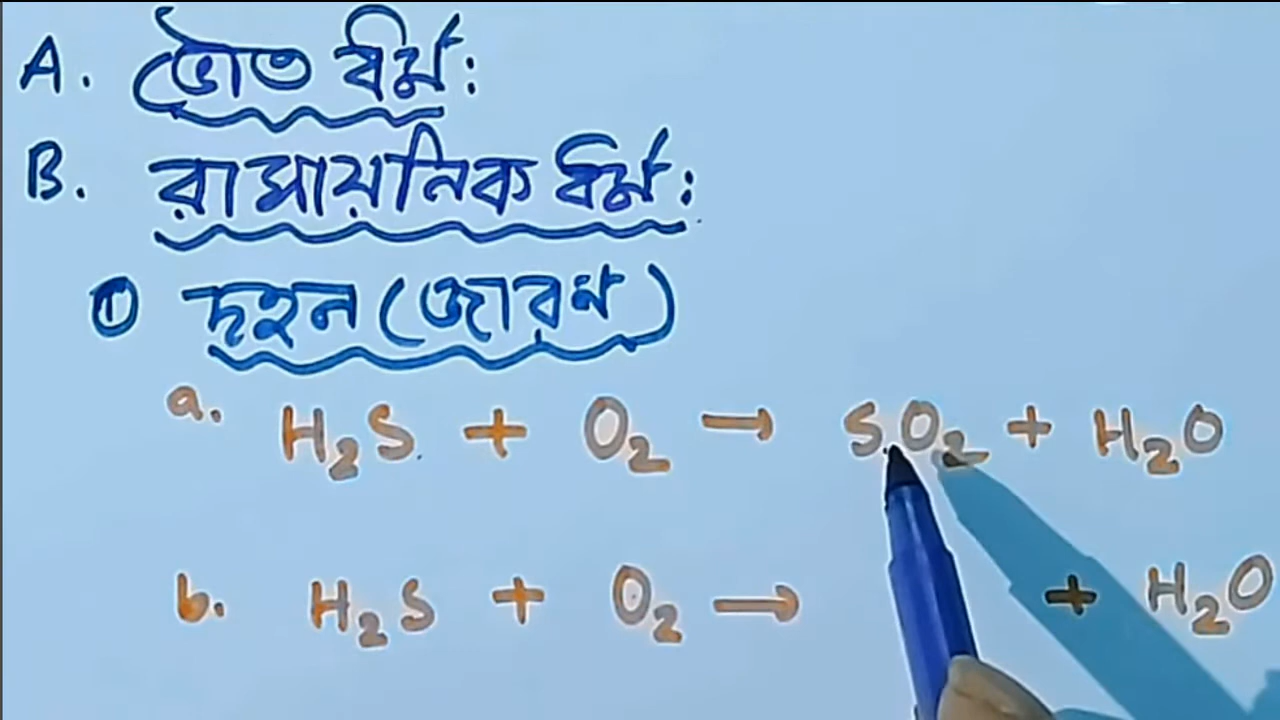 A. ভৌত ধর্ম:
B. রাসায়নিক ধর্ম:
① দহন (জারণ)
a. H₂S + O₂ → SO₂ + H₂O
b. H₂S + O₂ → + H₂O